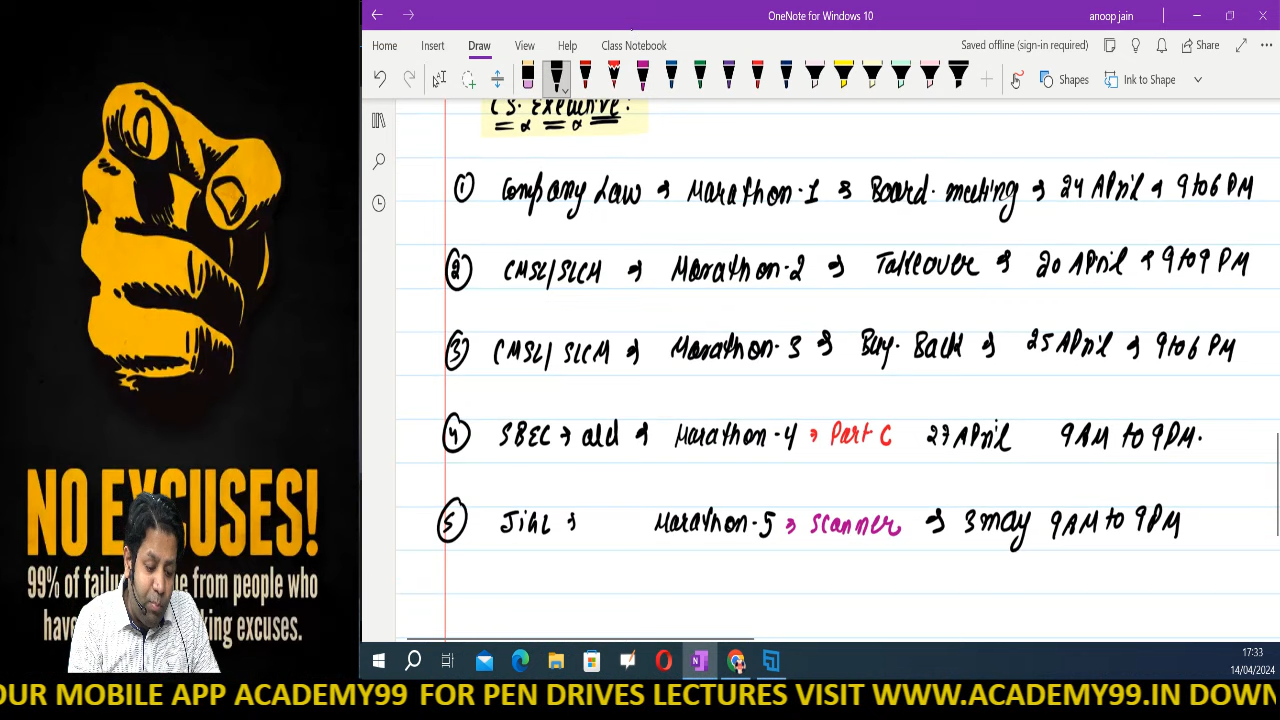 OneNote for Windows 10
anoop jain
Home Insert Draw View Help Class Notebook
Saved offline (sign-in required) Share
Shapes Ink to Shape
CS. Executive:
① Company Law → Marathon-1 → Board. meeting → 24 April → 9 to 6 PM
② CMSL/SLCM → Marathon-2 → Takeover → 20 April → 9 to 9 PM
③ CMSL/SLCM → Marathon-3 → Buy. Back → 25 April → 9 to 6 PM
④ SBEC → old → Marathon-4 → Part C 27 April 9AM to 9PM.
⑤ JIGL → Marathon-5 → Scanner → 3 may 9AM to 9PM
NO EXCUSES!
99% of from people who
hav king excuses.
17:33
14/04/2024
OUR MOBILE APP ACADEMY99 FOR PEN DRIVES LECTURES VISIT WWW.ACADEMY99.IN DOWN